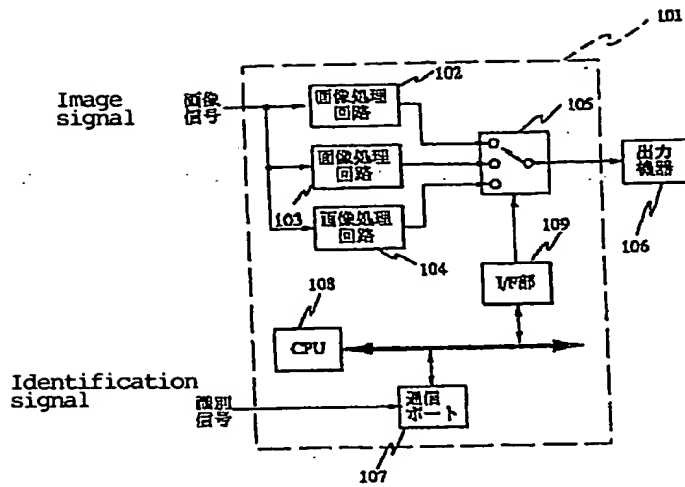 101
102
Image
signal
画像
信号
画像処理
回路
105
出力
機器
画像処理
回路
103
106
画像処理
回路
104
109
I/F部
108
CPU
Identification
signal
識別
信号
通信
ポート
107